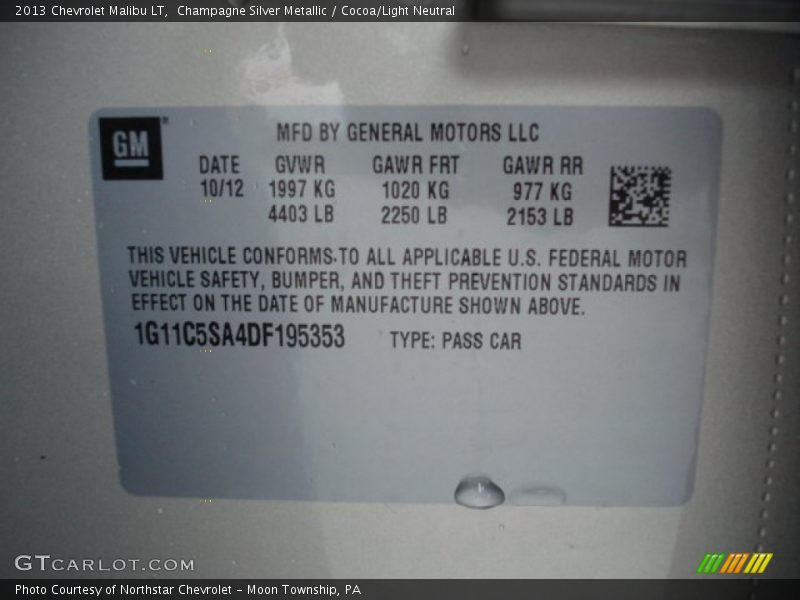 2013 Chevrolet Malibu LT,  Champagne Silver Metallic / Cocoa/Light Neutral
GM
MFD BY GENERAL MOTORS LLC
DATE GVWR GAWR FRT GAWR RR
10/12 1997 KG 1020 KG 977 KG
4403 LB 2250 LB 2153 LB
THIS VEHICLE CONFORMS TO ALL APPLICABLE U.S. FEDERAL MOTOR
VEHICLE SAFETY, BUMPER, AND THEFT PREVENTION STANDARDS IN
EFFECT ON THE DATE OF MANUFACTURE SHOWN ABOVE.
1G11C5SA4DF195353 TYPE: PASS CAR
GTCARLOT.COM
Photo Courtesy of Northstar Chevrolet - Moon Township, PA